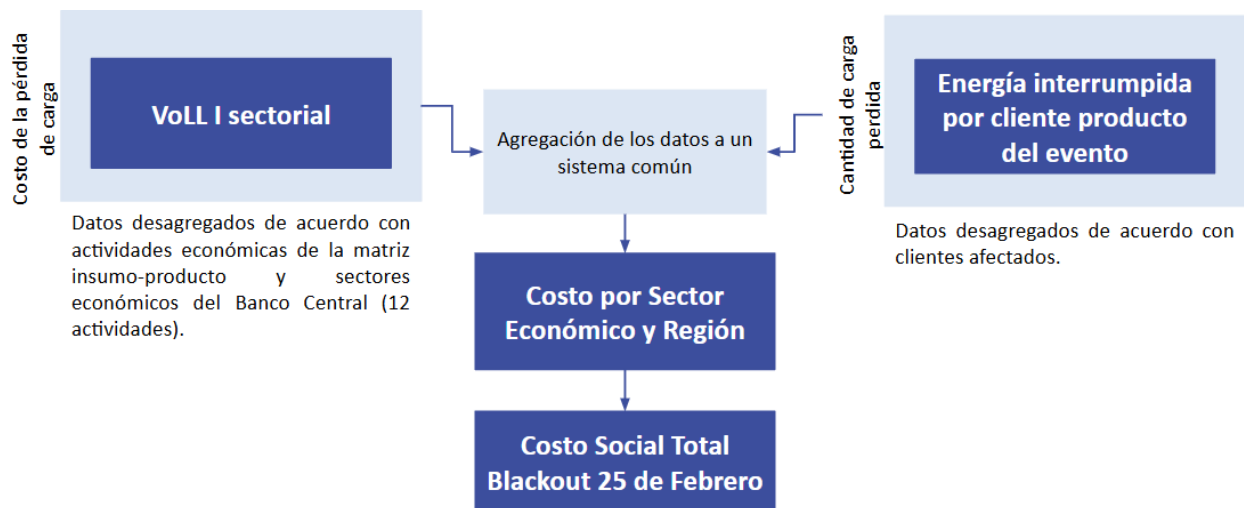 Costo de la pérdida
de carga
VoLL I sectorial
Datos desagregados de acuerdo con
actividades económicas de la matriz
insumo-producto y sectores
económicos del Banco Central (12
actividades).
Agregación de los datos a un
sistema común
Cantidad de carga
perdida
Energía interrumpida
por cliente producto
del evento
Datos desagregados de acuerdo con
clientes afectados.
Costo por Sector
Económico y Región
Costo Social Total
Blackout 25 de Febrero